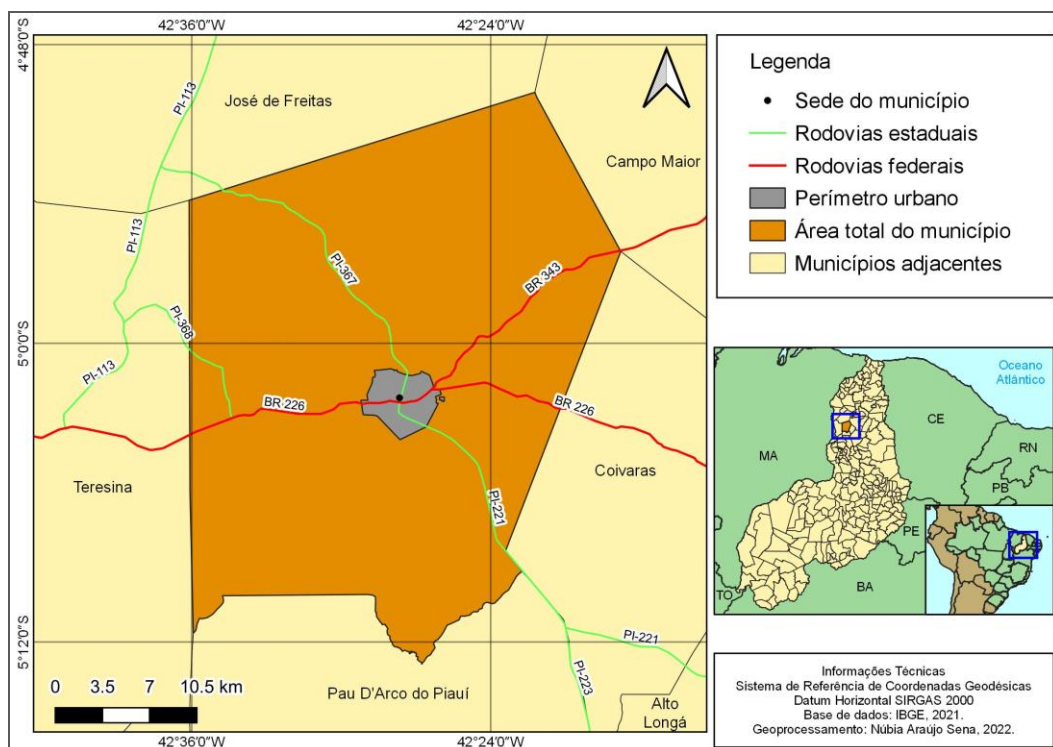 42°36'0"W
42°24'0"W
4°48'0"S
5°0'0"S
5°12'0"S
PI-113
José de Freitas
Campo Maior
PI-113
PI-367
BR 343
PI-368
PI-113
BR 226
BR 226
Teresina
Coivaras
PI-221
PI-221
PI-223
Pau D'Arco do Piauí
Alto
Longá
0 3.5 7 10.5 km
42°36'0"W
42°24'0"W
Legenda
Sede do município
Rodovias estaduais
Rodovias federais
Perímetro urbano
Área total do município
Municípios adjacentes
Oceano
Atlântico
CE
MA
RN
PB
PE
TO
BA
Informações Técnicas
Sistema de Referência de Coordenadas Geodésicas
Datum Horizontal SIRGAS 2000
Base de dados: IBGE, 2021.
Geoprocessamento: Núbia Araújo Sena, 2022.